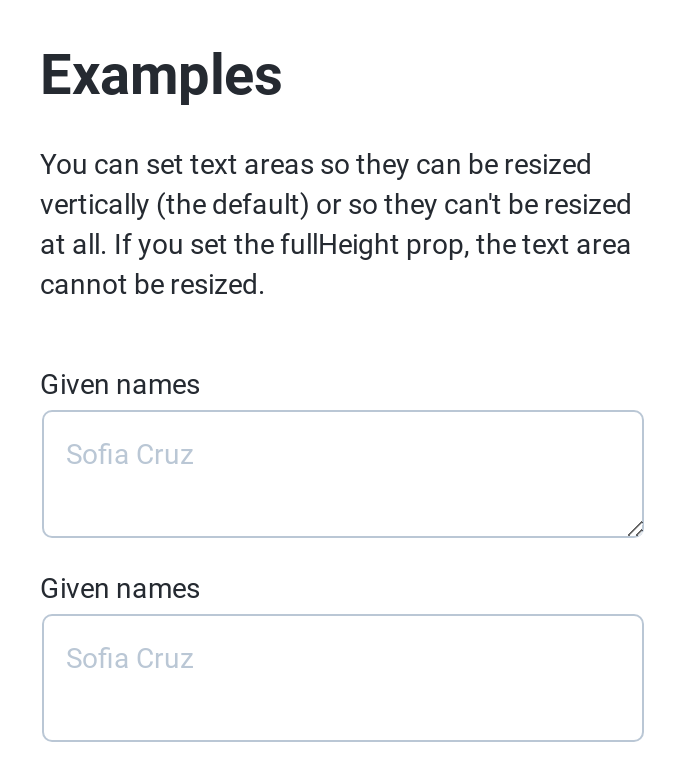 Examples
You can set text areas so they can be resized
vertically (the default) or so they can't be resized
at all. If you set the fullHeight prop, the text area
cannot be resized.
Given names
Sofia Cruz
Given names
Sofia Cruz